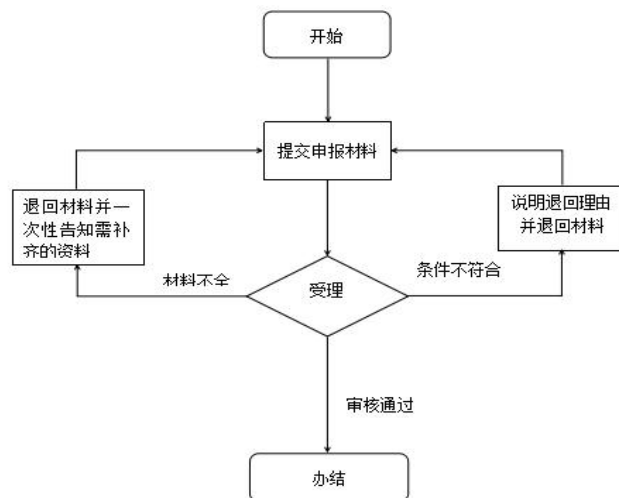 开始
提交申报材料
退回材料并一
次性告知需补
齐的资料
说明退回理由
并退回材料
材料不全
条件不符合
受理
审核通过
办结